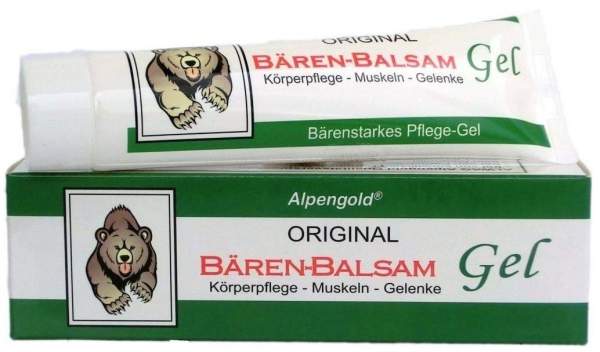 ORIGINAL
BÄREN-BALSAM Gel
Körperpflege - Muskeln - Gelenke
Bärenstarkes Pflege-Gel
Alpengold®
ORIGINAL
BÄREN-BALSAM Gel
Körperpflege - Muskeln - Gelenke